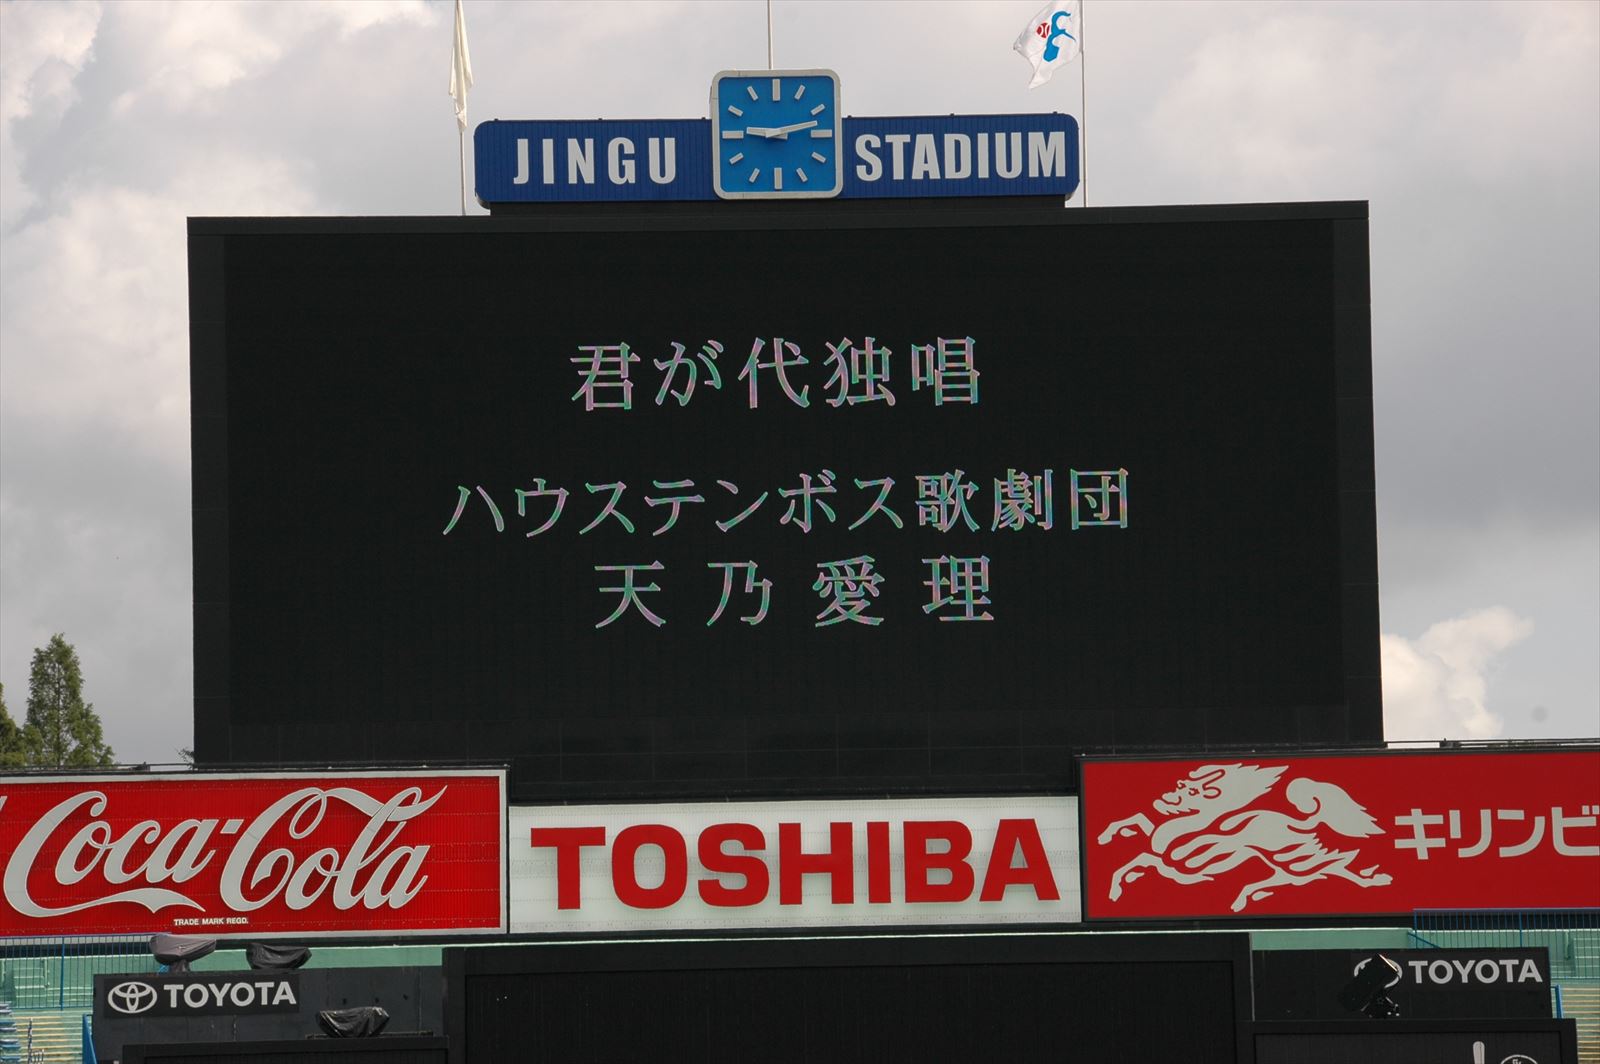 JINGU STADIUM
君が代独唱
ハウステンボス歌劇団
天乃愛理
Coca-Cola
TRADE MARK REGD.
TOSHIBA
キリンビ
TOYOTA
TOYOTA